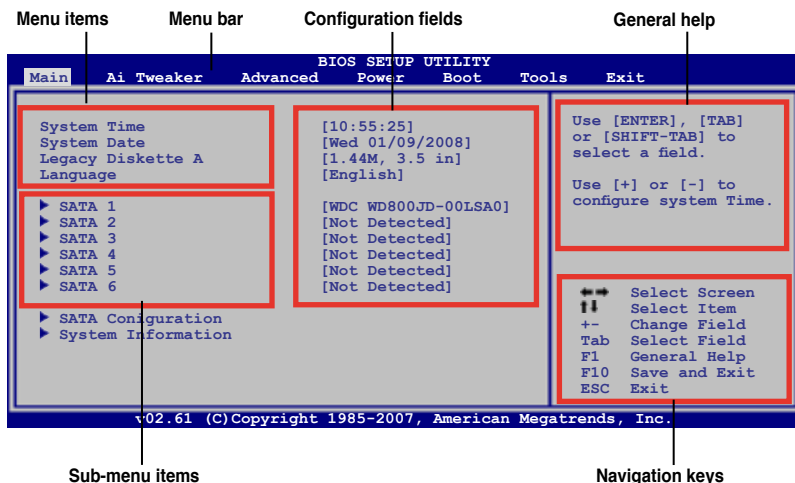 Menu items Menu bar Configuration fields General help
BIOS SETUP UTILITY
Main Ai Tweaker Advanced Power Boot Tools Exit
System Time [10:55:25]
System Date [Wed 01/09/2008]
Legacy Diskette A [1.44M, 3.5 in]
Language [English]
SATA 1 [WDC WD800JD-00LSA0]
SATA 2 [Not Detected]
SATA 3 [Not Detected]
SATA 4 [Not Detected]
SATA 5 [Not Detected]
SATA 6 [Not Detected]
SATA Coniguration
System Information
Use [ENTER], [TAB]
or [SHIFT-TAB] to
select a field.
Use [+] or [-] to
configure system Time.
←→ Select Screen
↑↓ Select Item
+- Change Field
Tab Select Field
F1 General Help
F10 Save and Exit
ESC Exit
v02.61 (C)Copyright 1985-2007, American Megatrends, Inc.
Sub-menu items Navigation keys